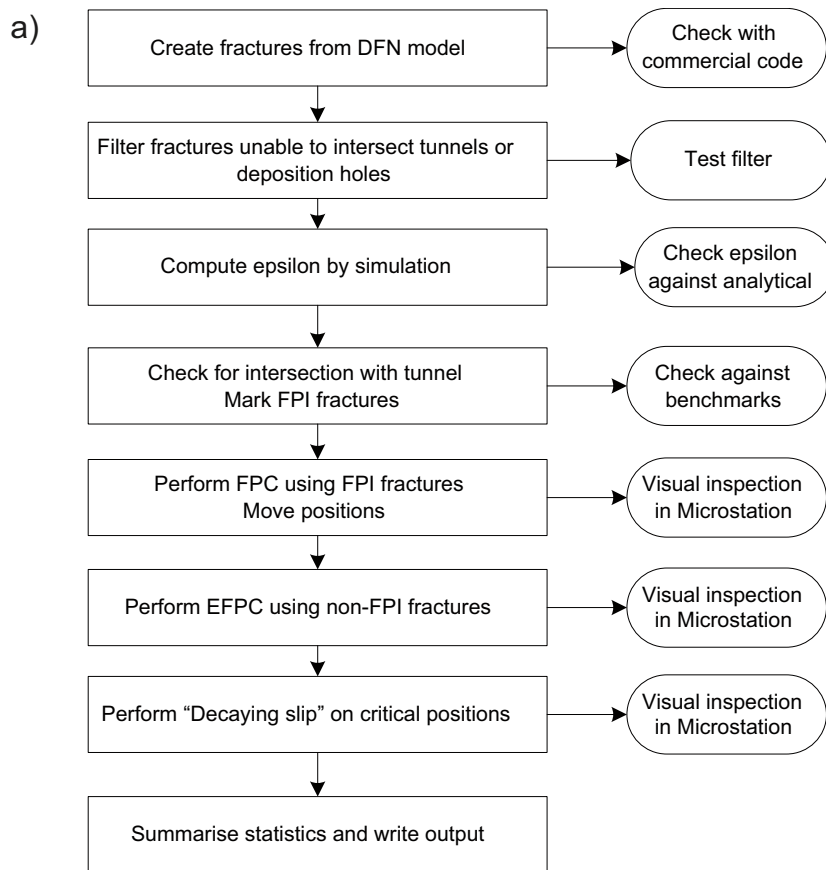 a)
Create fractures from DFN model
Check with
commercial code
Filter fractures unable to intersect tunnels or
deposition holes
Test filter
Compute epsilon by simulation
Check epsilon
against analytical
Check for intersection with tunnel
Mark FPI fractures
Check against
benchmarks
Perform FPC using FPI fractures
Move positions
Visual inspection
in Microstation
Perform EFPC using non-FPI fractures
Visual inspection
in Microstation
Perform “Decaying slip” on critical positions
Visual inspection
in Microstation
Summarise statistics and write output